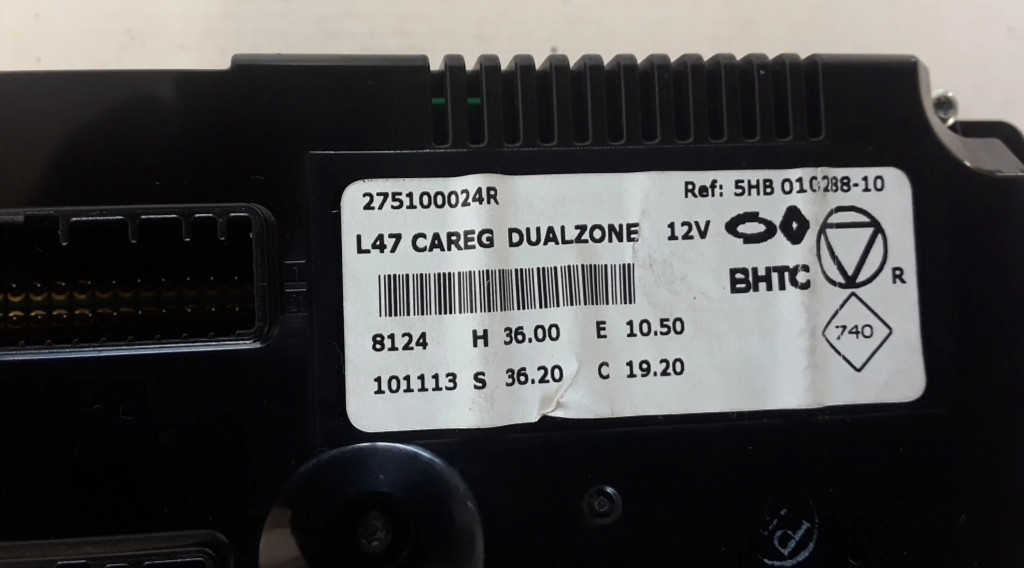 275100024R
Ref: 5HB 010288-10
L47 CAREG DUALZONE 12V
BHTC
R
740
8124 H 36.00 E 10.50
101113 S 36.20 C 19.20